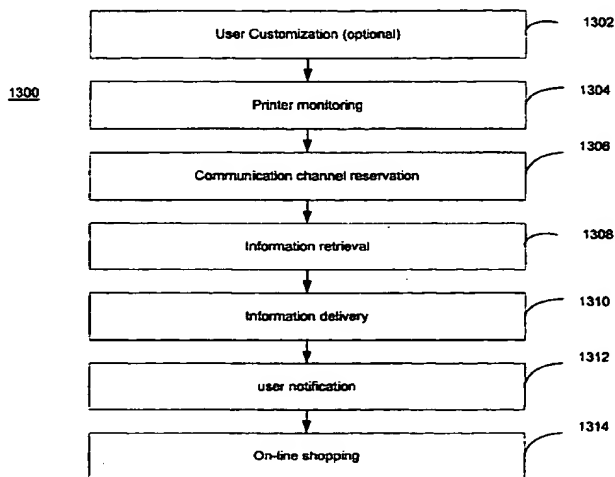 1300
User Customization (optional)
1302
Printer monitoring
1304
Communication channel reservation
1306
Information retrieval
1308
Information delivery
1310
user notification
1312
On-line shopping
1314